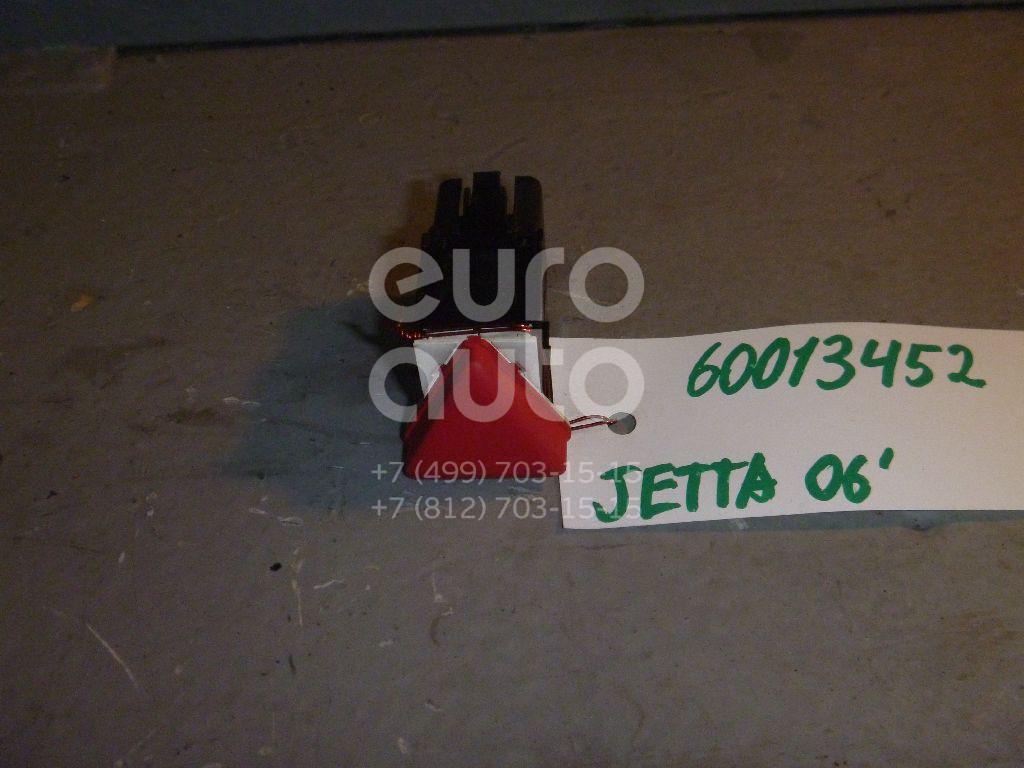 euro
auto
60013452
+7 (499) 703-15-15
+7 (812) 703-15-15
JETTA 06'